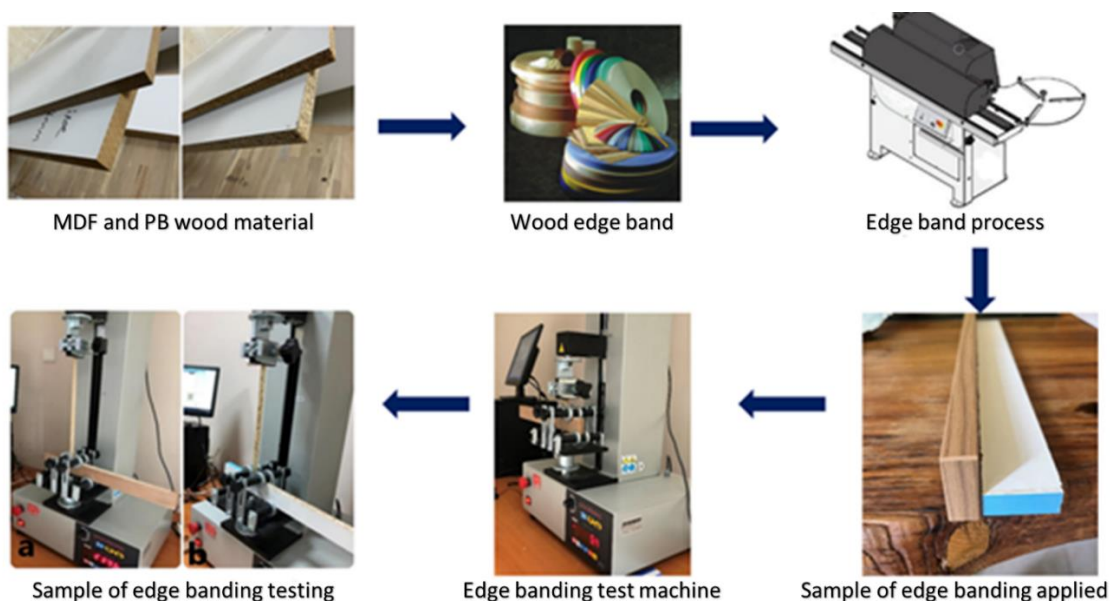 MDF and PB wood material
Wood edge band
Edge band process
a
b
Sample of edge banding testing
Edge banding test machine
Sample of edge banding applied